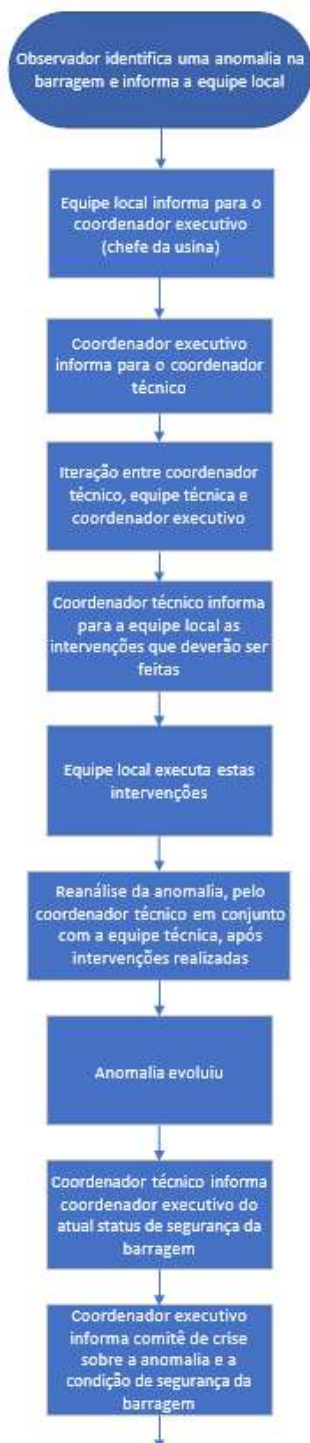 Observador identifica uma anomalia na
barragem e informa a equipe local
Equipe local informa para o
coordenador executivo
(chefe da usina)
Coordenador executivo
informa para o coordenador
técnico
Iteração entre coordenador
técnico, equipe técnica e
coordenador executivo
Coordenador técnico informa
para a equipe local as
intervenções que deverão ser
feitas
Equipe local executa estas
intervenções
Reanálise da anomalia, pelo
coordenador técnico em conjunto
com a equipe técnica, após
intervenções realizadas
Anomalia evoluiu
Coordenador técnico informa
coordenador executivo do
atual status de segurança da
barragem
Coordenador executivo
informa comitê de crise
sobre a anomalia e a
condição de segurança da
barragem